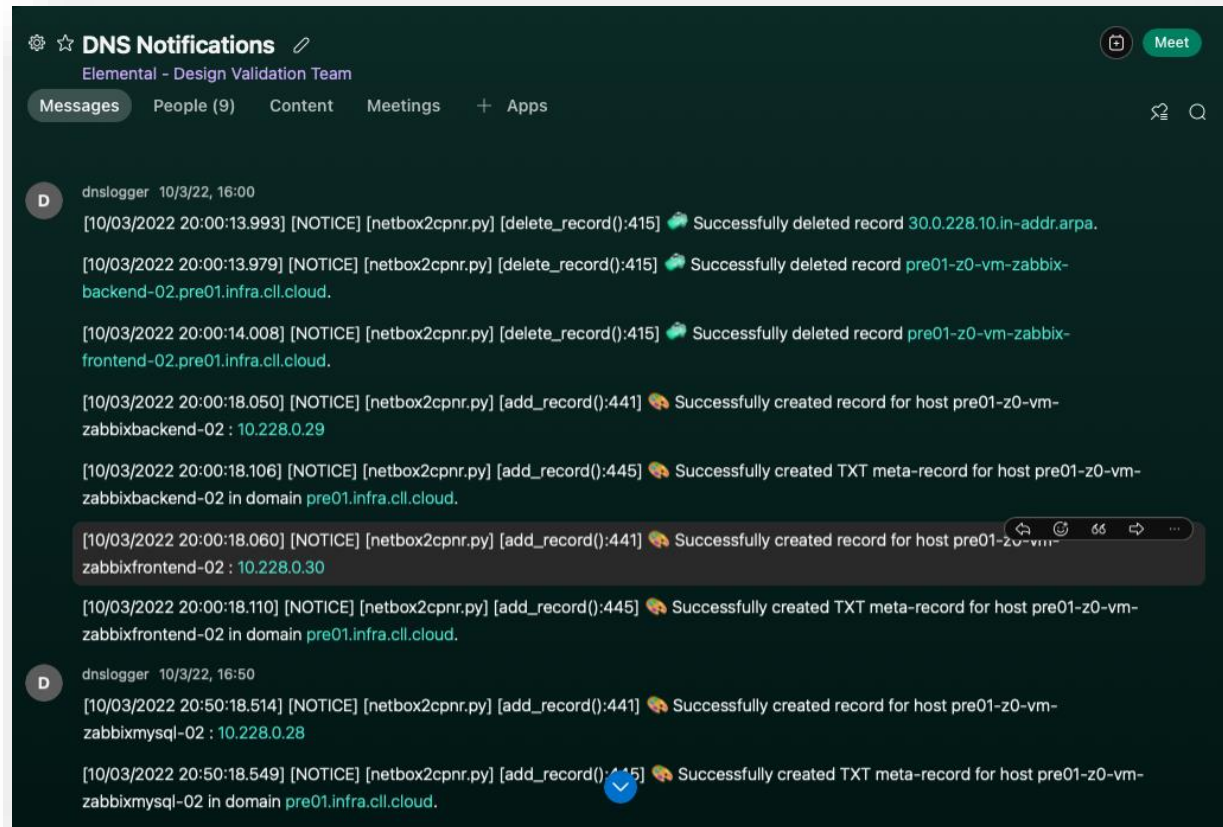 DNS Notifications
Meet
Elemental - Design Validation Team
Messages People (9) Content Meetings + Apps
D
dnslogger 10/3/22, 16:00
[10/03/2022 20:00:13.993] [NOTICE] [netbox2cpnr.py] [delete_record():415] 🧼 Successfully deleted record 30.0.228.10.in-addr.arpa.
[10/03/2022 20:00:13.979] [NOTICE] [netbox2cpnr.py] [delete_record():415] 🧼 Successfully deleted record pre01-z0-vm-zabbix-
backend-02.pre01.infra.cll.cloud.
[10/03/2022 20:00:14.008] [NOTICE] [netbox2cpnr.py] [delete_record():415] 🧼 Successfully deleted record pre01-z0-vm-zabbix-
frontend-02.pre01.infra.cll.cloud.
[10/03/2022 20:00:18.050] [NOTICE] [netbox2cpnr.py] [add_record():441] 🎨 Successfully created record for host pre01-z0-vm-
zabbixbackend-02 : 10.228.0.29
[10/03/2022 20:00:18.106] [NOTICE] [netbox2cpnr.py] [add_record():445] 🎨 Successfully created TXT meta-record for host pre01-z0-vm-
zabbixbackend-02 in domain pre01.infra.cll.cloud.
[10/03/2022 20:00:18.060] [NOTICE] [netbox2cpnr.py] [add_record():441] 🎨 Successfully created record for host pre01-z0-vm-
zabbixfrontend-02 : 10.228.0.30
[10/03/2022 20:00:18.110] [NOTICE] [netbox2cpnr.py] [add_record():445] 🎨 Successfully created TXT meta-record for host pre01-z0-vm-
zabbixfrontend-02 in domain pre01.infra.cll.cloud.
D
dnslogger 10/3/22, 16:50
[10/03/2022 20:50:18.514] [NOTICE] [netbox2cpnr.py] [add_record():441] 🎨 Successfully created record for host pre01-z0-vm-
zabbixmysql-02 : 10.228.0.28
[10/03/2022 20:50:18.549] [NOTICE] [netbox2cpnr.py] [add_record():445] 🎨 Successfully created TXT meta-record for host pre01-z0-vm-
zabbixmysql-02 in domain pre01.infra.cll.cloud.